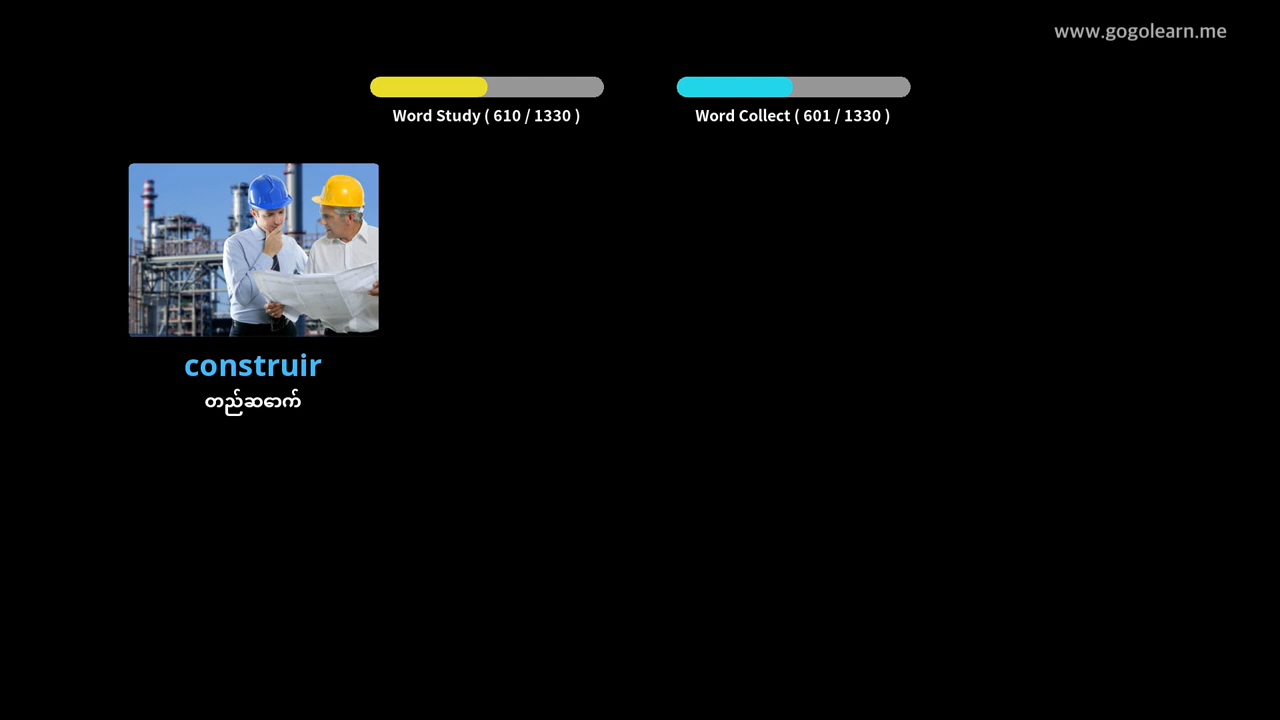 www.gogolearn.me
Word Study ( 610 / 1330 )
Word Collect ( 601 / 1330 )
construir
တည်ဆောက်